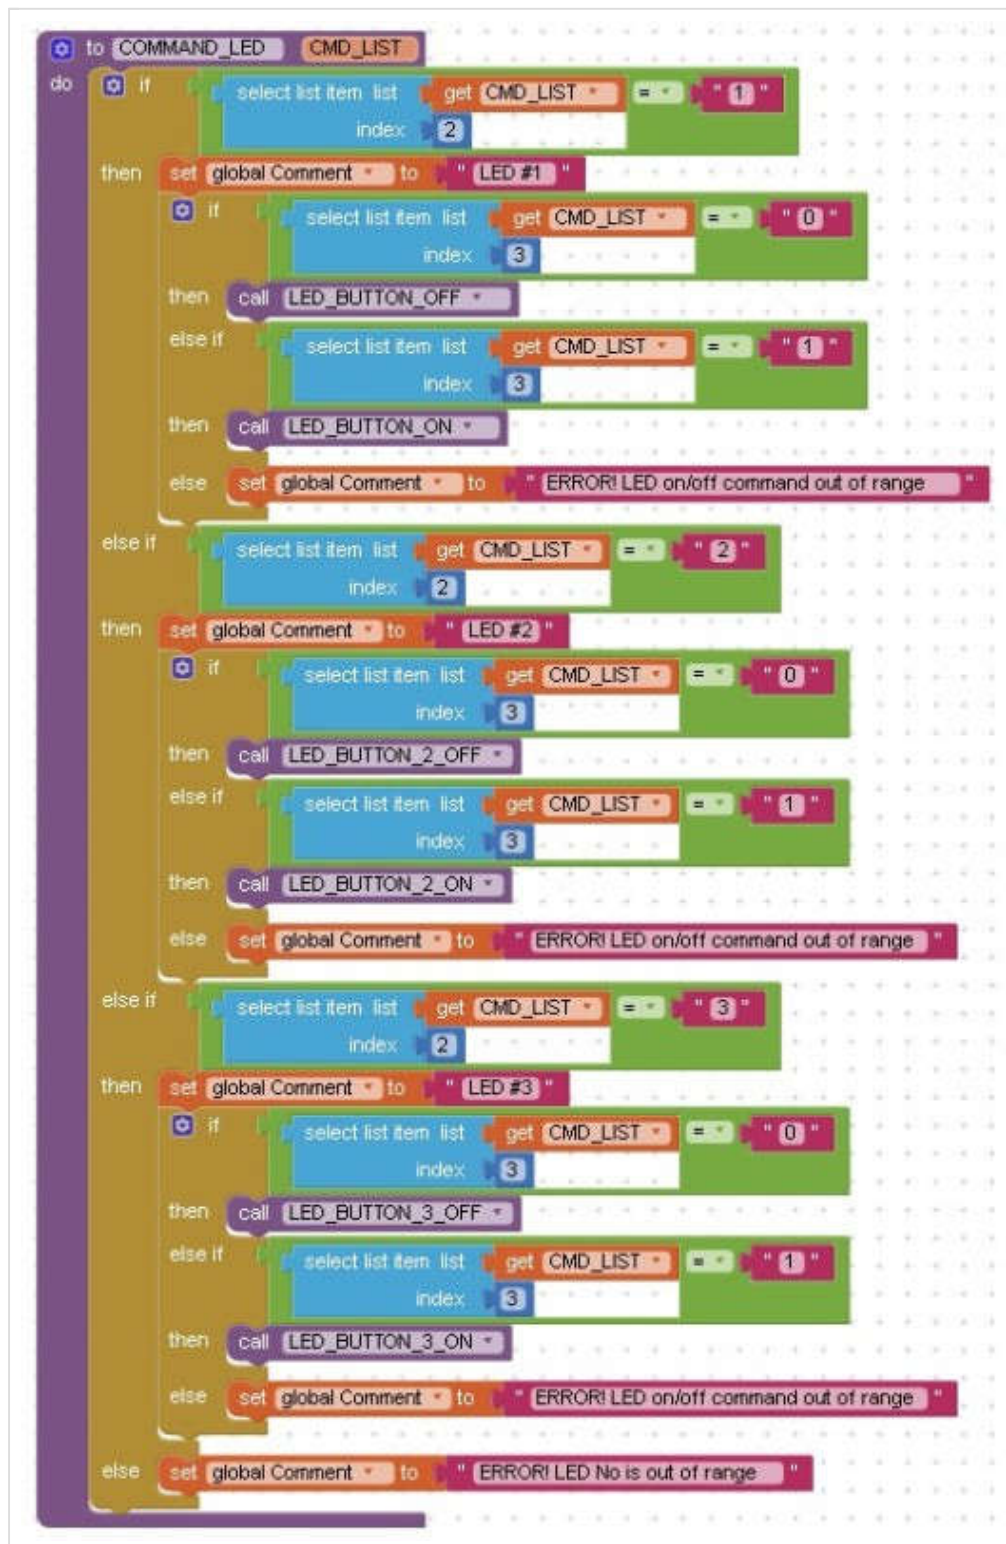 to COMMAND_LED CMD_LIST
do if select list item list get CMD_LIST = " 1 "
index 2
then set global Comment to " LED #1 "
if select list item list get CMD_LIST = " 0 "
index 3
then call LED_BUTTON_OFF
else if select list item list get CMD_LIST = " 1 "
index 3
then call LED_BUTTON_ON
else set global Comment to " ERROR! LED on/off command out of range "
else if select list item list get CMD_LIST = " 2 "
index 2
then set global Comment to " LED #2 "
if select list item list get CMD_LIST = " 0 "
index 3
then call LED_BUTTON_2_OFF
else if select list item list get CMD_LIST = " 1 "
index 3
then call LED_BUTTON_2_ON
else set global Comment to " ERROR! LED on/off command out of range "
else if select list item list get CMD_LIST = " 3 "
index 2
then set global Comment to " LED #3 "
if select list item list get CMD_LIST = " 0 "
index 3
then call LED_BUTTON_3_OFF
else if select list item list get CMD_LIST = " 1 "
index 3
then call LED_BUTTON_3_ON
else set global Comment to " ERROR! LED on/off command out of range "
else set global Comment to " ERROR! LED No is out of range "